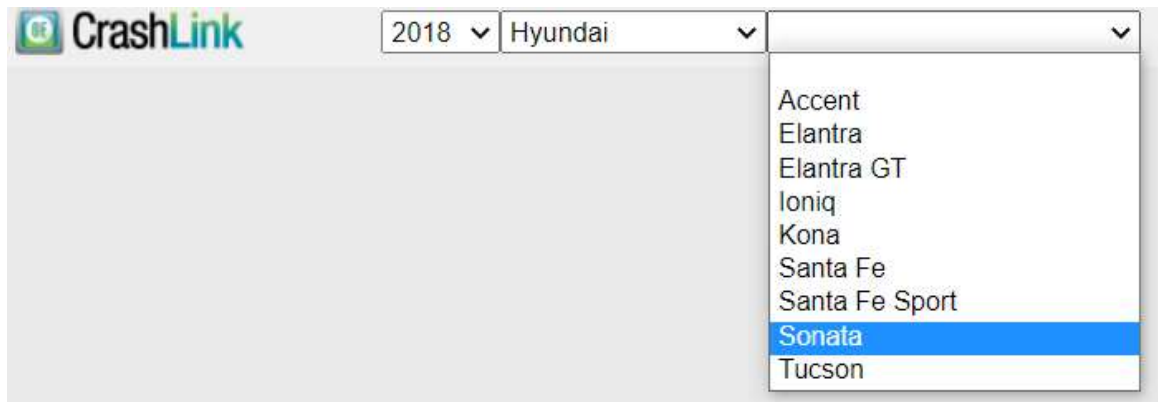 CrashLink 2018 Hyundai
Accent
Elantra
Elantra GT
Ioniq
Kona
Santa Fe
Santa Fe Sport
Sonata
Tucson